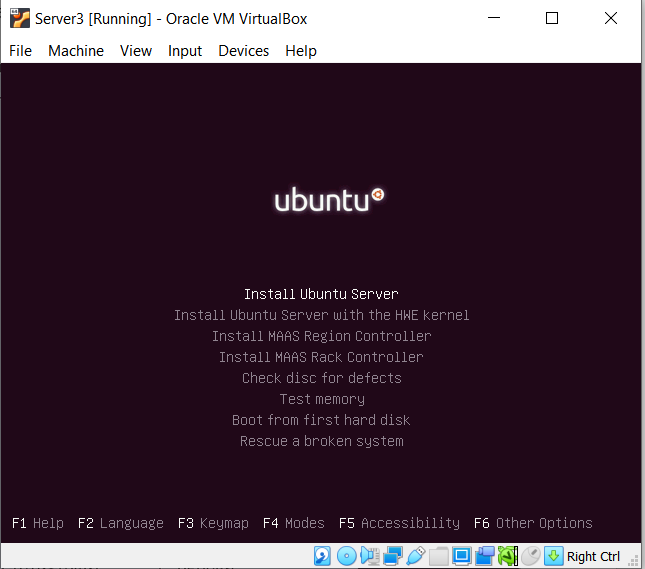 Server3 [Running] - Oracle VM VirtualBox
File Machine View Input Devices Help
ubuntu
Install Ubuntu Server
Install Ubuntu Server with the HWE kernel
Install MAAS Region Controller
Install MAAS Rack Controller
Check disc for defects
Test memory
Boot from first hard disk
Rescue a broken system
F1 Help F2 Language F3 Keymap F4 Modes F5 Accessibility F6 Other Options
Right Ctrl